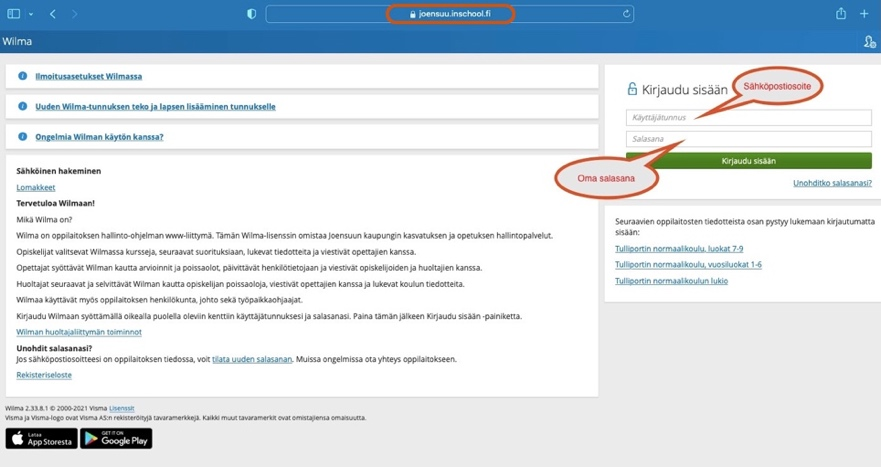 joensuu.inschool.fi
Wilma
Ilmoitusasetukset Wilmassa
Uuden Wilma-tunnuksen teko ja lapsen lisääminen tunnukselle
Ongelmia Wilman käytön kanssa?
Sähköinen hakeminen
Lomakkeet
Tervetuloa Wilmaan!
Mikä Wilma on?
Wilma on oppilaitoksen hallinto-ohjelman www-liittymä. Tämän Wilma-lisenssin omistaa Joensuun kaupungin kasvatuksen ja opetuksen hallintopalvelut.
Opiskelijat valitsevat Wilmassa kursseja, seuraavat suorituksiaan, lukevat tiedotteita ja viestivät opettajien kanssa.
Opettajat syöttävät Wilman kautta arvioinnit ja poissaolot, päivittävät henkilötietojaan ja viestivät opiskelijoiden ja huoltajien kanssa.
Huoltajat seuraavat ja selvittävät Wilman kautta opiskelijan poissaoloja, viestivät opettajien kanssa ja lukevat koulun tiedotteita.
Wilmaa käyttävät myös oppilaitoksen henkilökunta, johto sekä työpaikkaohjaajat.
Kirjaudu Wilmaan syöttämällä oikealla puolella oleviin kenttiin käyttäjätunnuksesi ja salasanasi. Paina tämän jälkeen Kirjaudu sisään -painiketta.
Wilman huoltajaliittymän toiminnot
Unohdit salasanasi?
Jos sähköpostiosoitteesi on oppilaitoksen tiedossa, voit tilata uuden salasanan. Muissa ongelmissa ota yhteys oppilaitokseen.
Rekisteriseloste
Kirjaudu sisään
Sähköpostiosoite
Käyttäjätunnus
Salasana
Kirjaudu sisään
Oma salasana
Unohditko salasanasi?
Seuraavien oppilaitosten tiedotteista osan pystyy lukemaan kirjautumatta
sisään:
Tulliportin normaalikoulu, luokat 7-9
Tulliportin normaalikoulu, vuosiluokat 1-6
Tulliportin normaalikoulun lukio
Wilma 2.33.8.1 © 2000-2021 Visma Lisenssit
Visma ja Visma-logo ovat Visma AS:n rekisteröityjä tavaramerkkejä. Kaikki muut tavaramerkit ovat omistajiensa omaisuutta.
Lataa
App Storesta
GET IT ON
Google Play